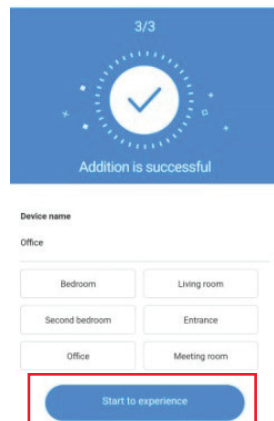 3/3
Addition is successful
Device name
Office
Bedroom Living room
Second bedroom Entrance
Office Meeting room
Start to experience